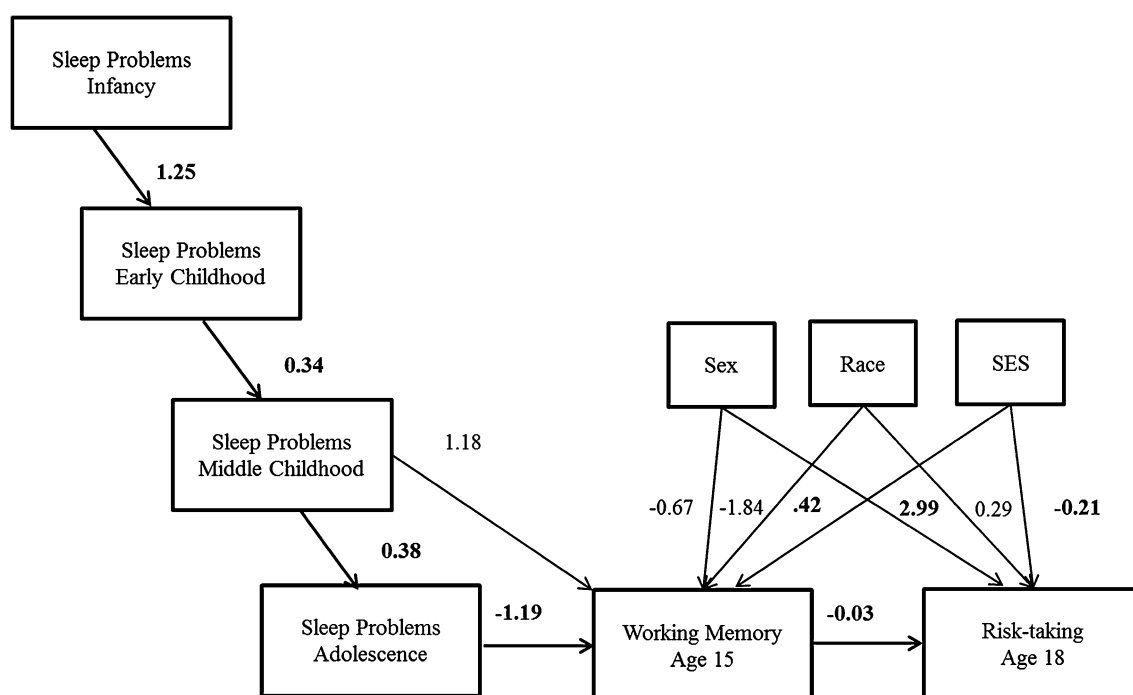 Sleep Problems
Infancy
1.25
Sleep Problems
Early Childhood
0.34
Sex
Race
SES
Sleep Problems
Middle Childhood
1.18
-0.67
-1.84
.42
2.99
0.29
-0.21
0.38
Sleep Problems
Adolescence
-1.19
Working Memory
Age 15
-0.03
Risk-taking
Age 18